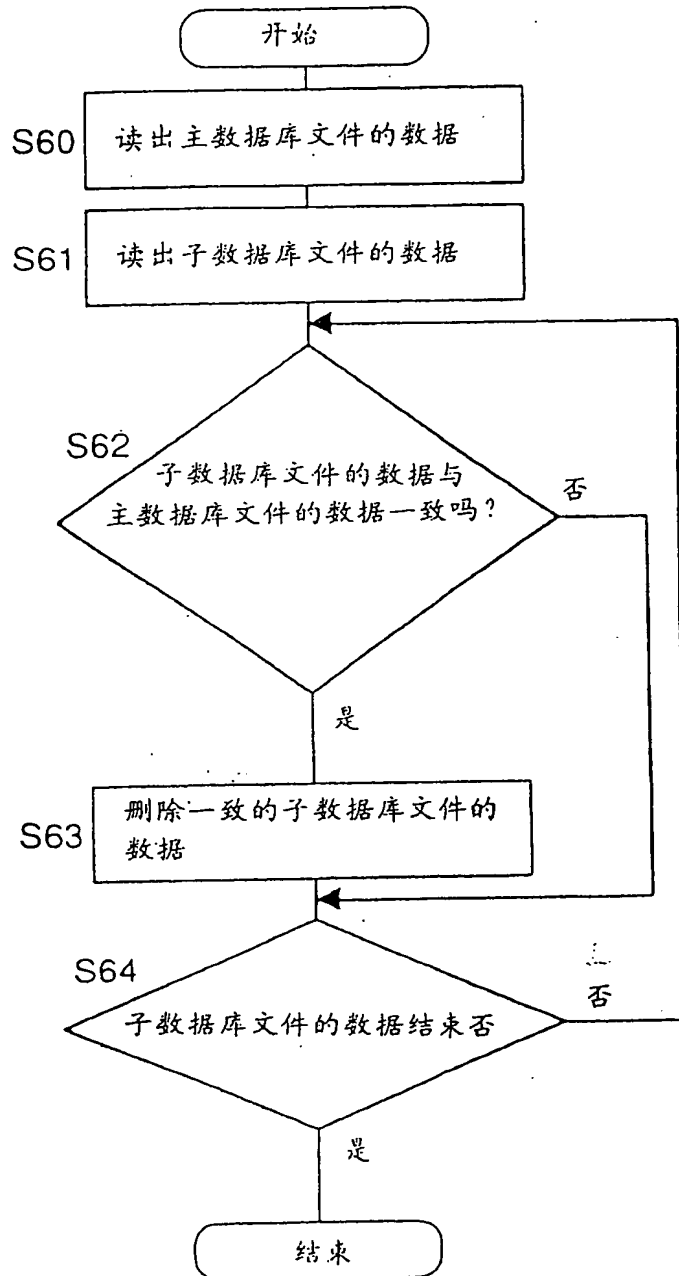 开始
S60
读出主数据库文件的数据
S61
读出子数据库文件的数据
S62
子数据库文件的数据与
主数据库文件的数据一致吗?
否
是
S63
删除一致的子数据库文件的
数据
S64
子数据库文件的数据结束否
否
是
结束